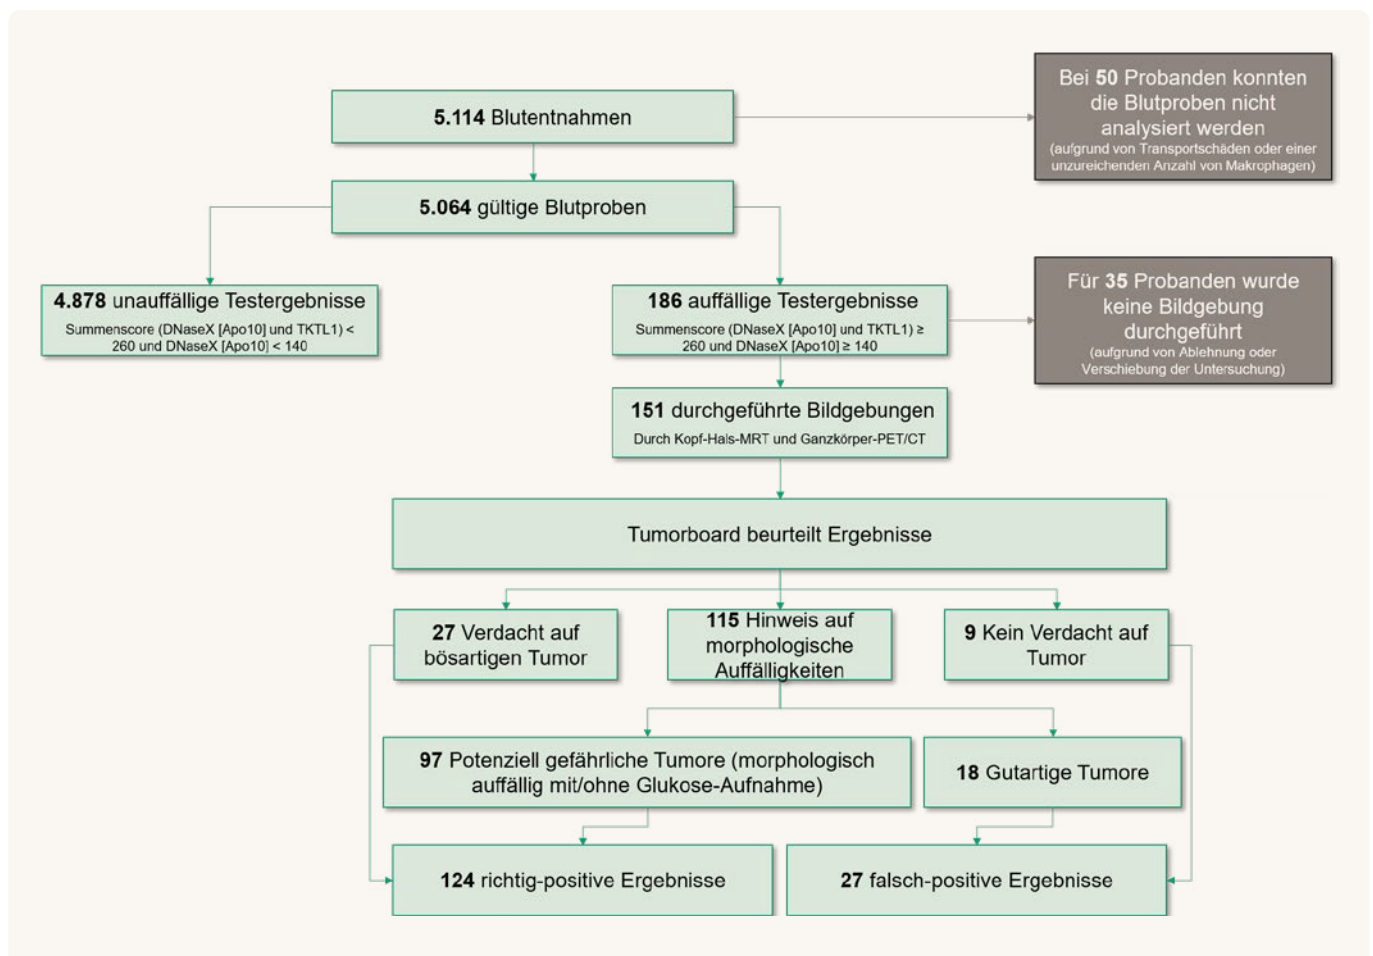 5.114 Blutentnahmen
Bei 50 Probanden konnten
die Blutproben nicht
analysiert werden
(aufgrund von Transportschäden oder einer
unzureichenden Anzahl von Makrophagen)
5.064 gültige Blutproben
4.878 unauffällige Testergebnisse
Summenscore (DNaseX [Apo10] und TKTL1) <
260 und DNaseX [Apo10] < 140
186 auffällige Testergebnisse
Summenscore (DNaseX [Apo10] und TKTL1) ≥
260 und DNaseX [Apo10] ≥ 140
Für 35 Probanden wurde
keine Bildgebung
durchgeführt
(aufgrund von Ablehnung oder
Verschiebung der Untersuchung)
151 durchgeführte Bildgebungen
Durch Kopf-Hals-MRT und Ganzkörper-PET/CT
Tumorboard beurteilt Ergebnisse
27 Verdacht auf
bösartigen Tumor
115 Hinweis auf
morphologische
Auffälligkeiten
9 Kein Verdacht auf
Tumor
97 Potenziell gefährliche Tumore (morphologisch
auffällig mit/ohne Glukose-Aufnahme)
18 Gutartige Tumore
124 richtig-positive Ergebnisse
27 falsch-positive Ergebnisse